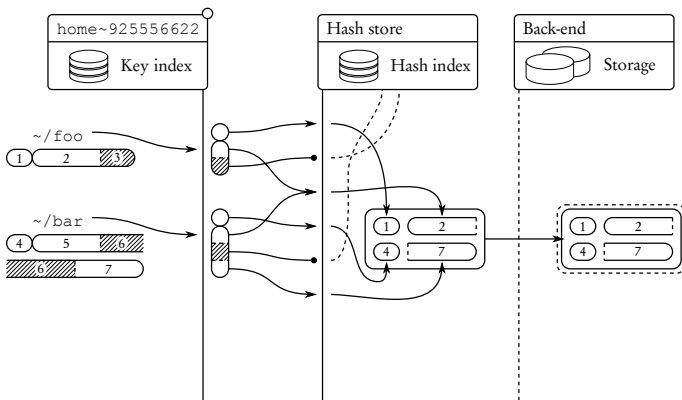 home~925556622
Key index
Hash store
Hash index
Back-end
Storage
~/foo
1 2 3
~/bar
4 5 6
6 7
1 2
4 7
1 2
4 7